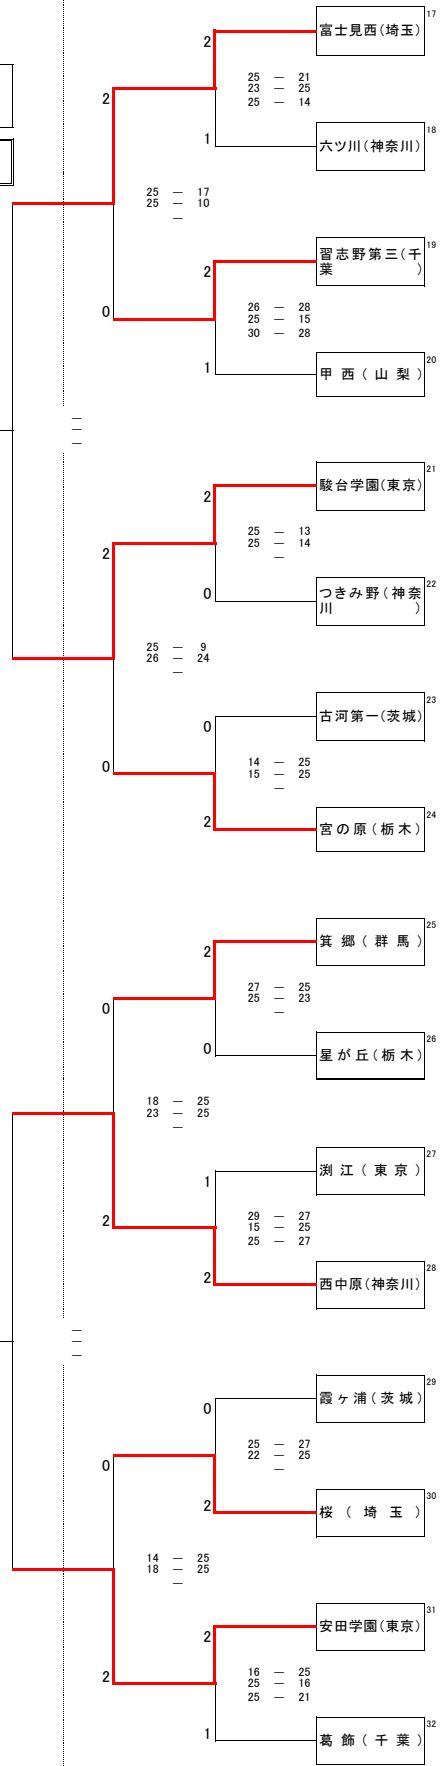 17
富士見西(埼玉)
2
25 — 21
23 — 25
25 — 14
2
1
18
六ツ川(神奈川)
25 — 17
25 — 10
—
19
習志野第三(千
葉)
2
26 — 28
25 — 15
30 — 28
0
1
20
甲西(山梨)
—
—
—
21
駿台学園(東京)
2
25 — 13
25 — 14
—
2
0
22
つきみ野(神奈
川)
25 — 9
26 — 24
—
23
古河第一(茨城)
0
14 — 25
15 — 25
—
0
2
24
宮の原(栃木)
25
箕郷(群馬)
2
27 — 25
25 — 23
—
0
0
26
星が丘(栃木)
18 — 25
23 — 25
—
27
渕江(東京)
1
29 — 27
15 — 25
25 — 27
2
2
28
西中原(神奈川)
—
—
—
29
霞ヶ浦(茨城)
0
25 — 27
22 — 25
—
0
2
30
桜(埼玉)
14 — 25
18 — 25
—
31
安田学園(東京)
2
16 — 25
25 — 16
25 — 21
2
1
32
葛飾(千葉)